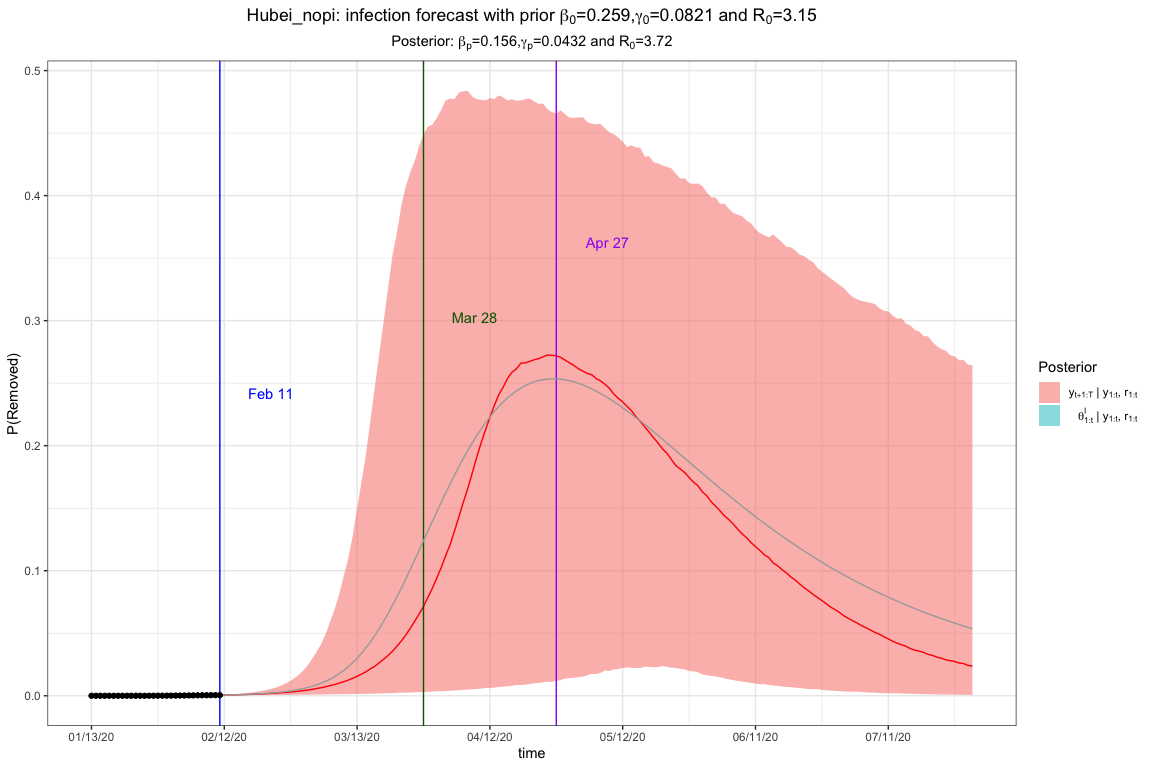 Hubei_nopi: infection forecast with prior β₀=0.259,γ₀=0.0821 and R₀=3.15
Posterior: βₚ=0.156,γₚ=0.0432 and R₀=3.72
P(Removed)
0.5
0.4
0.3
0.2
0.1
0.0
Apr 27
Mar 28
Feb 11
01/13/20 02/12/20 03/13/20 04/12/20 05/12/20 06/11/20 07/11/20
time
Posterior
yₜ₊₁:T | y₁:ₜ, r₁:ₜ
θᴵ₁:ₜ | y₁:ₜ, r₁:ₜ